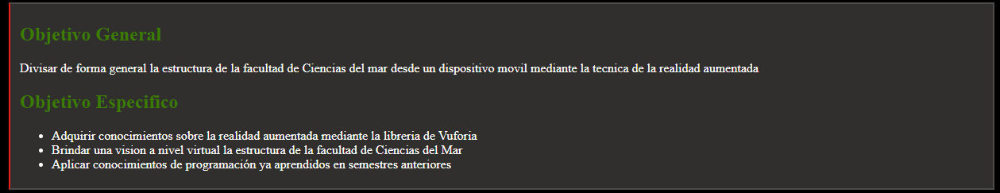 Objetivo General
Divisar de forma general la estructura de la facultad de Ciencias del mar desde un dispositivo movil mediante la tecnica de la realidad aumentada
Objetivo Especifico
• Adquirir conocimientos sobre la realidad aumentada mediante la libreria de Vuforia
• Brindar una vision a nivel virtual la estructura de la facultad de Ciencias del Mar
• Aplicar conocimientos de programación ya aprendidos en semestres anteriores